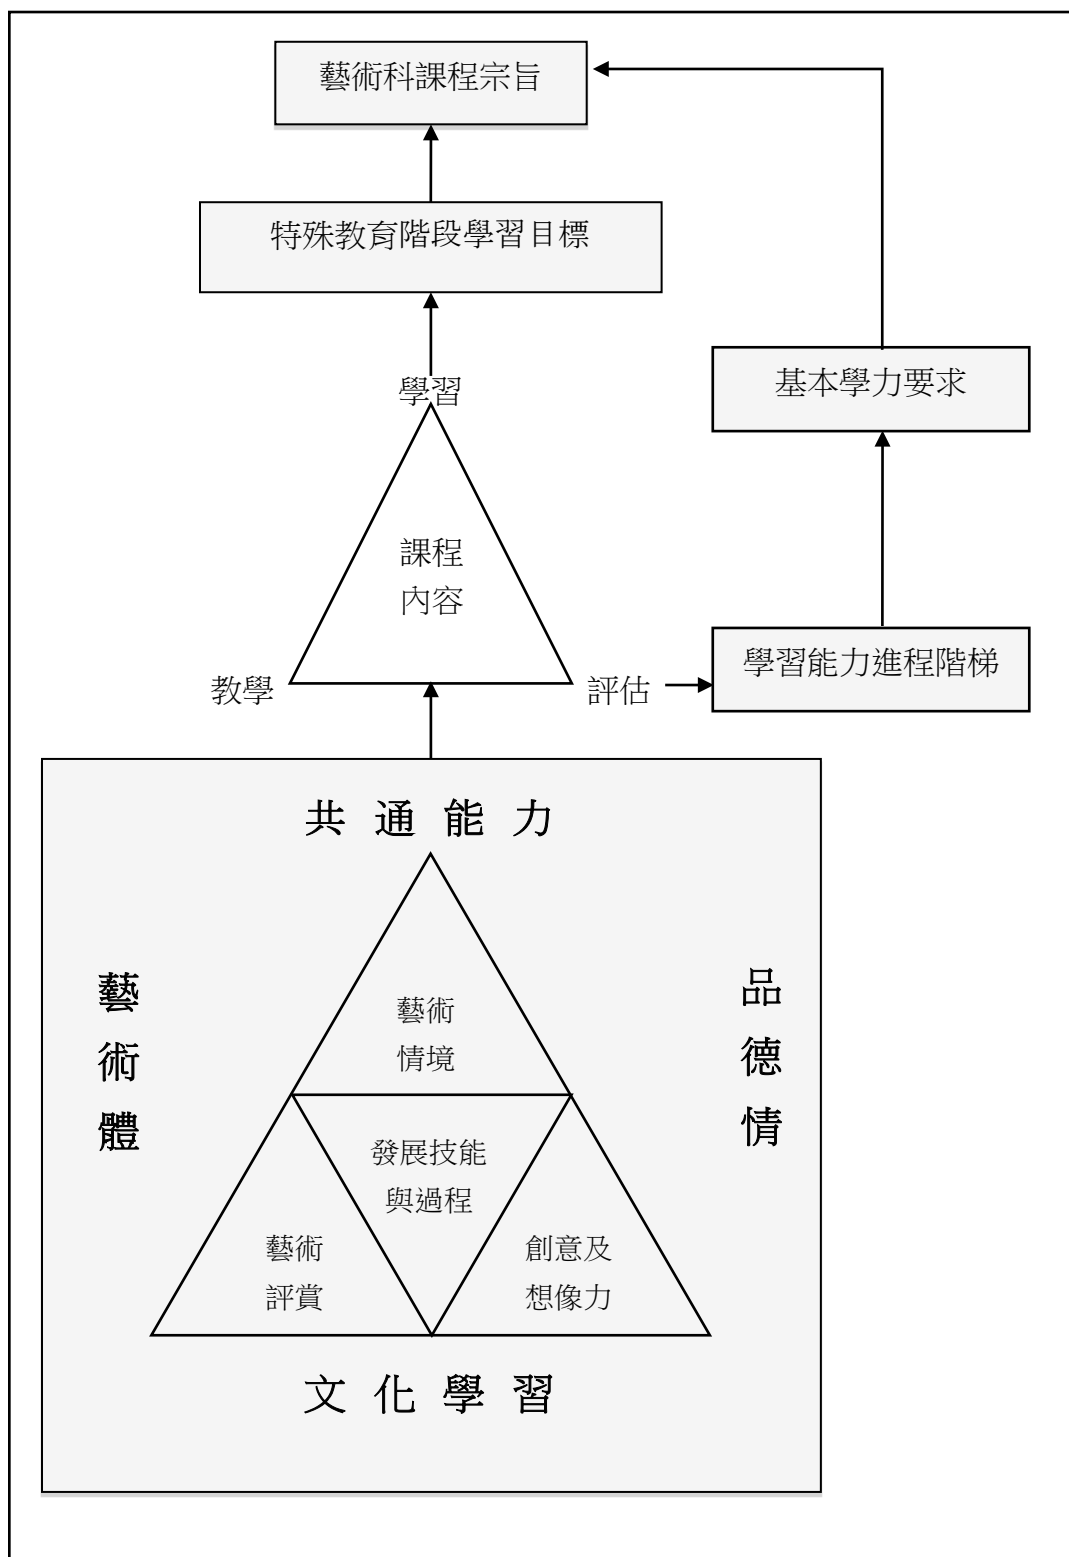 藝術科課程宗旨
特殊教育階段學習目標
基本學力要求
學習
課程
內容
學習能力進程階梯
教學
評估
共通能力
藝術體
品德情
藝術
情境
發展技能
與過程
藝術
評賞
創意及
想像力
文化學習